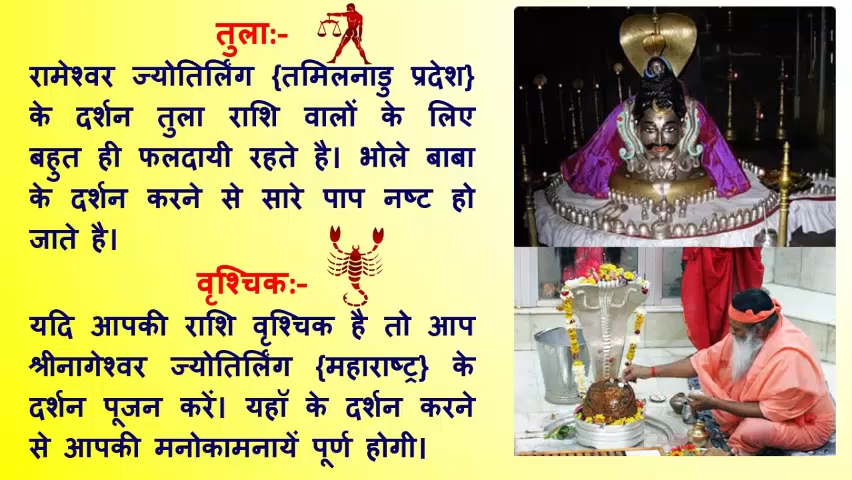 तुला:-
रामेश्वर ज्योतिर्लिंग {तमिलनाडु प्रदेश}
के दर्शन तुला राशि वालों के लिए
बहुत ही फलदायी रहते है। भोले बाबा
के दर्शन करने से सारे पाप नष्ट हो
जाते है।
वृश्चिक:-
यदि आपकी राशि वृश्चिक है तो आप
श्रीनागेश्वर ज्योतिर्लिंग {महाराष्ट्र} के
दर्शन पूजन करें। यहॉ के दर्शन करने
से आपकी मनोकामनायें पूर्ण होगी।